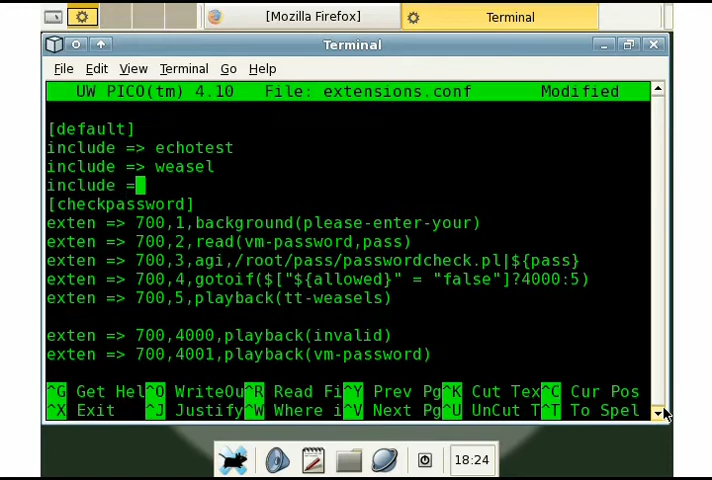 [Mozilla Firefox]
Terminal
Terminal
File Edit View Terminal Go Help
UW PICO(tm) 4.10 File: extensions.conf Modified
[default]
include => echotest
include => weasel
include =
[checkpassword]
exten => 700,1,background(please-enter-your)
exten => 700,2,read(vm-password,pass)
exten => 700,3,agi,/root/pass/passwordcheck.pl|${pass}
exten => 700,4,gotoif($["${allowed}" = "false"]?4000:5)
exten => 700,5,playback(tt-weasels)
exten => 700,4000,playback(invalid)
exten => 700,4001,playback(vm-password)
^G Get Hel^O WriteOu^R Read Fi^Y Prev Pg^K Cut Tex^C Cur Pos
^X Exit ^J Justify^W Where i^V Next Pg^U UnCut T^T To Spel
18:24